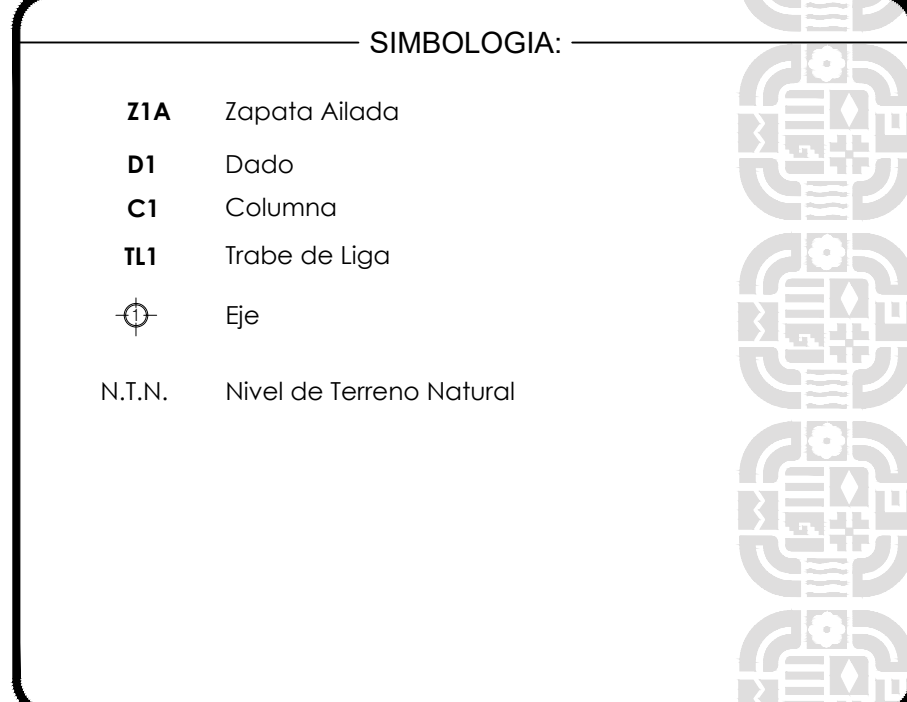 SIMBOLOGIA:
Z1A Zapata Ailada
D1 Dado
C1 Columna
TL1 Trabe de Liga
1 Eje
N.T.N. Nivel de Terreno Natural